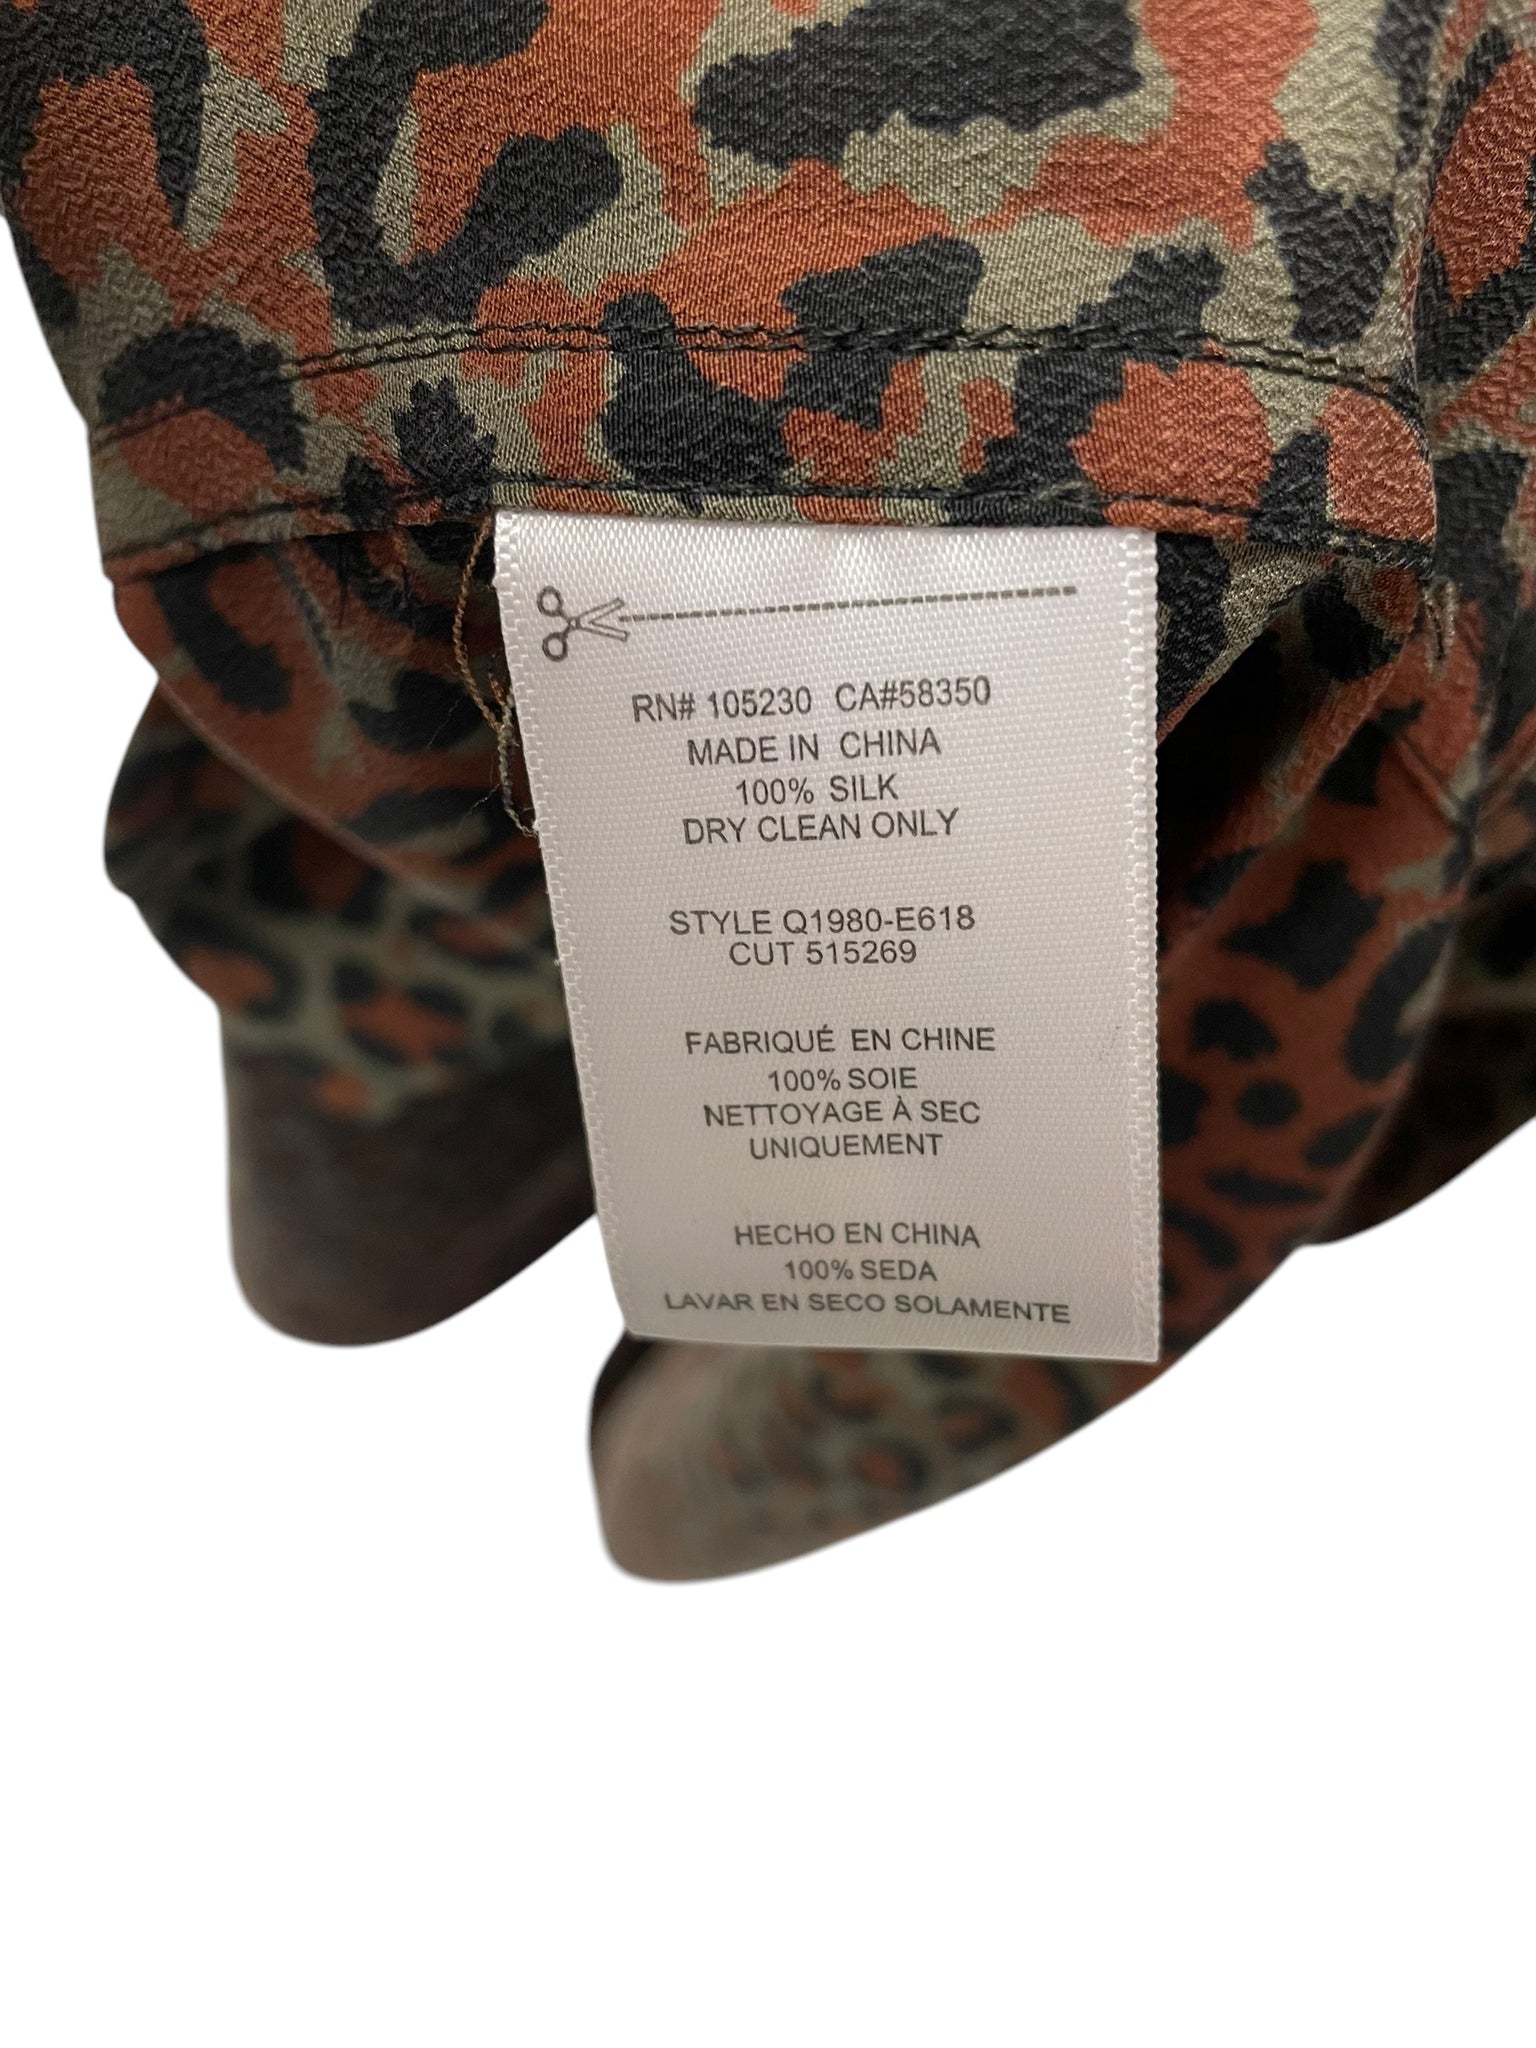 RN# 105230 CA#58350
MADE IN CHINA
100% SILK
DRY CLEAN ONLY
STYLE Q1980-E618
CUT 515269
FABRIQUÉ EN CHINE
100% SOIE
NETTOYAGE À SEC
UNIQUEMENT
HECHO EN CHINA
100% SEDA
LAVAR EN SECO SOLAMENTE